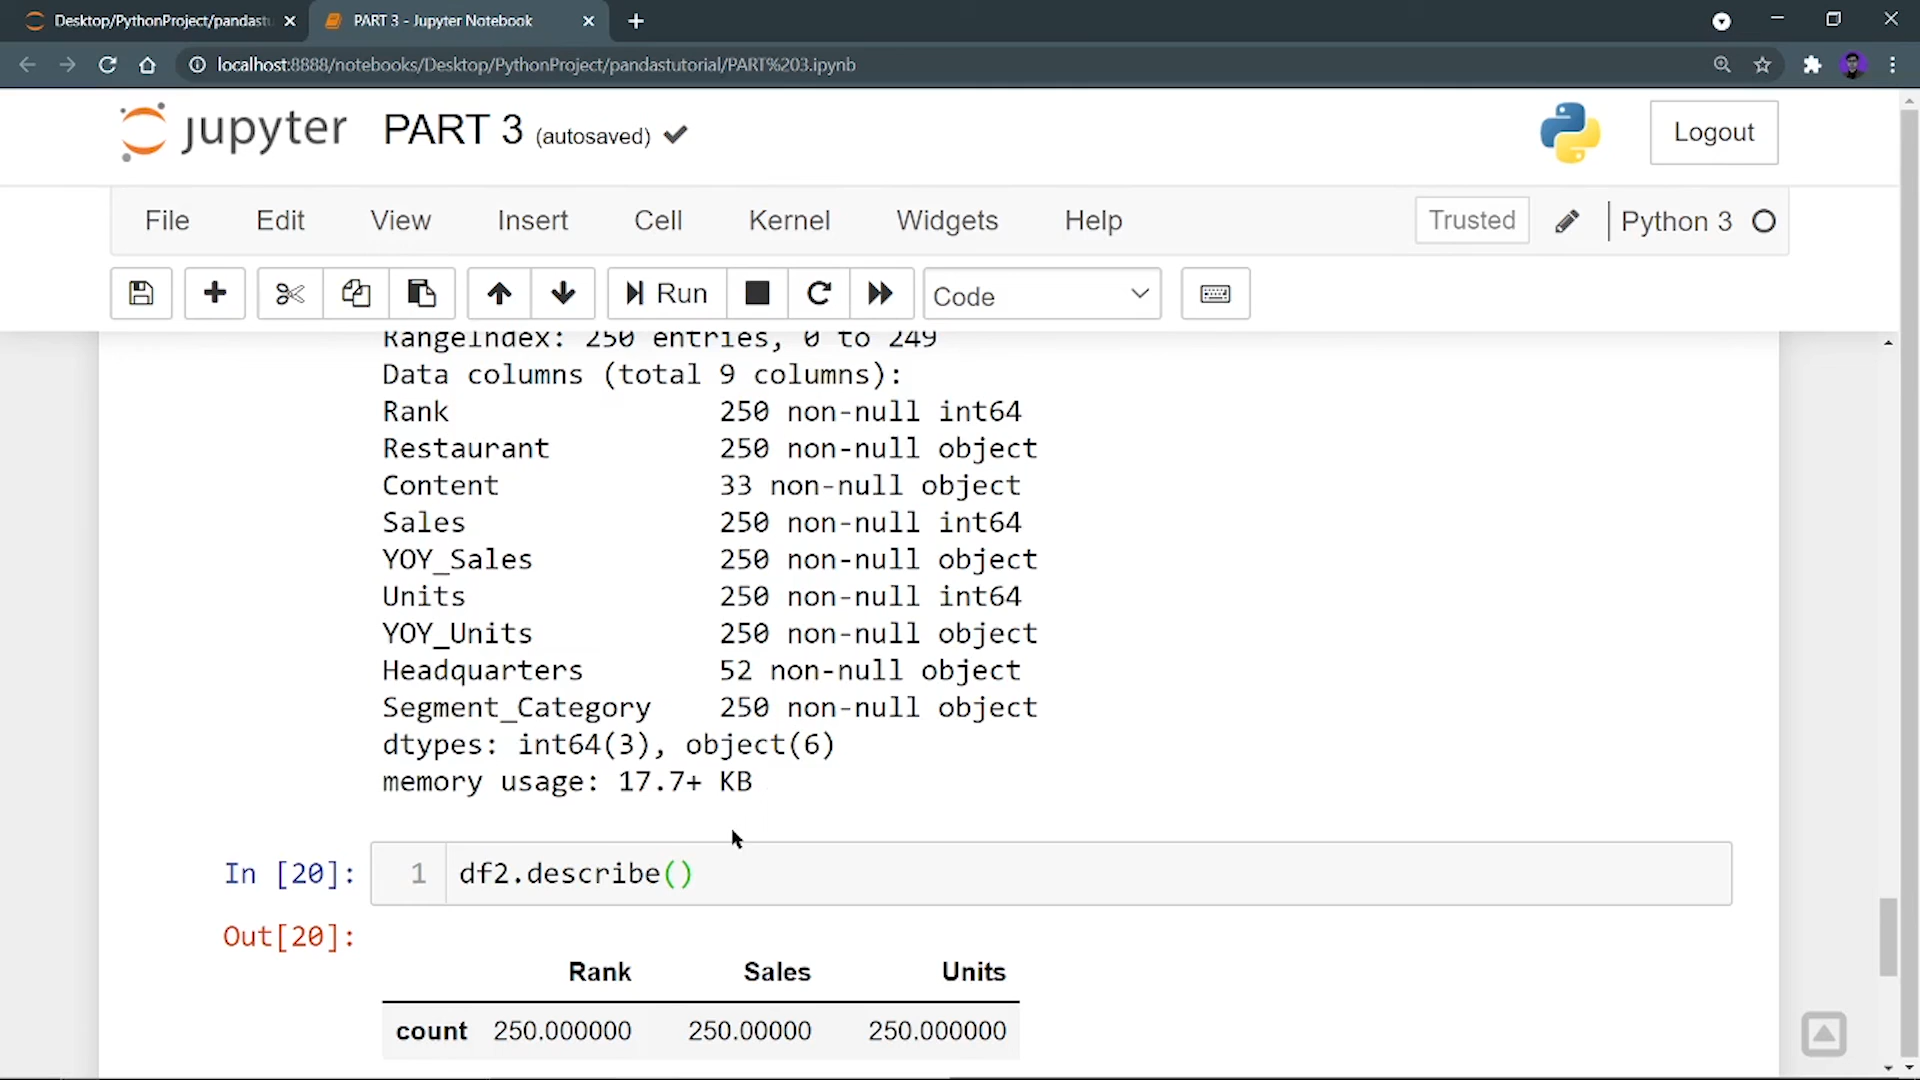 Desktop/PythonProject/pandastu
PART 3 - Jupyter Notebook
localhost:8888/notebooks/Desktop/PythonProject/pandastutorial/PART%203.ipynb
jupyter PART 3 (autosaved)
Logout
File Edit View Insert Cell Kernel Widgets Help Trusted Python 3
Run Code
RangeIndex: 250 entries, 0 to 249
Data columns (total 9 columns):
Rank 250 non-null int64
Restaurant 250 non-null object
Content 33 non-null object
Sales 250 non-null int64
YOY_Sales 250 non-null object
Units 250 non-null int64
YOY_Units 250 non-null object
Headquarters 52 non-null object
Segment_Category 250 non-null object
dtypes: int64(3), object(6)
memory usage: 17.7+ KB
In [20]: 1 df2.describe()
Out[20]:
Rank Sales Units
count 250.000000 250.00000 250.000000